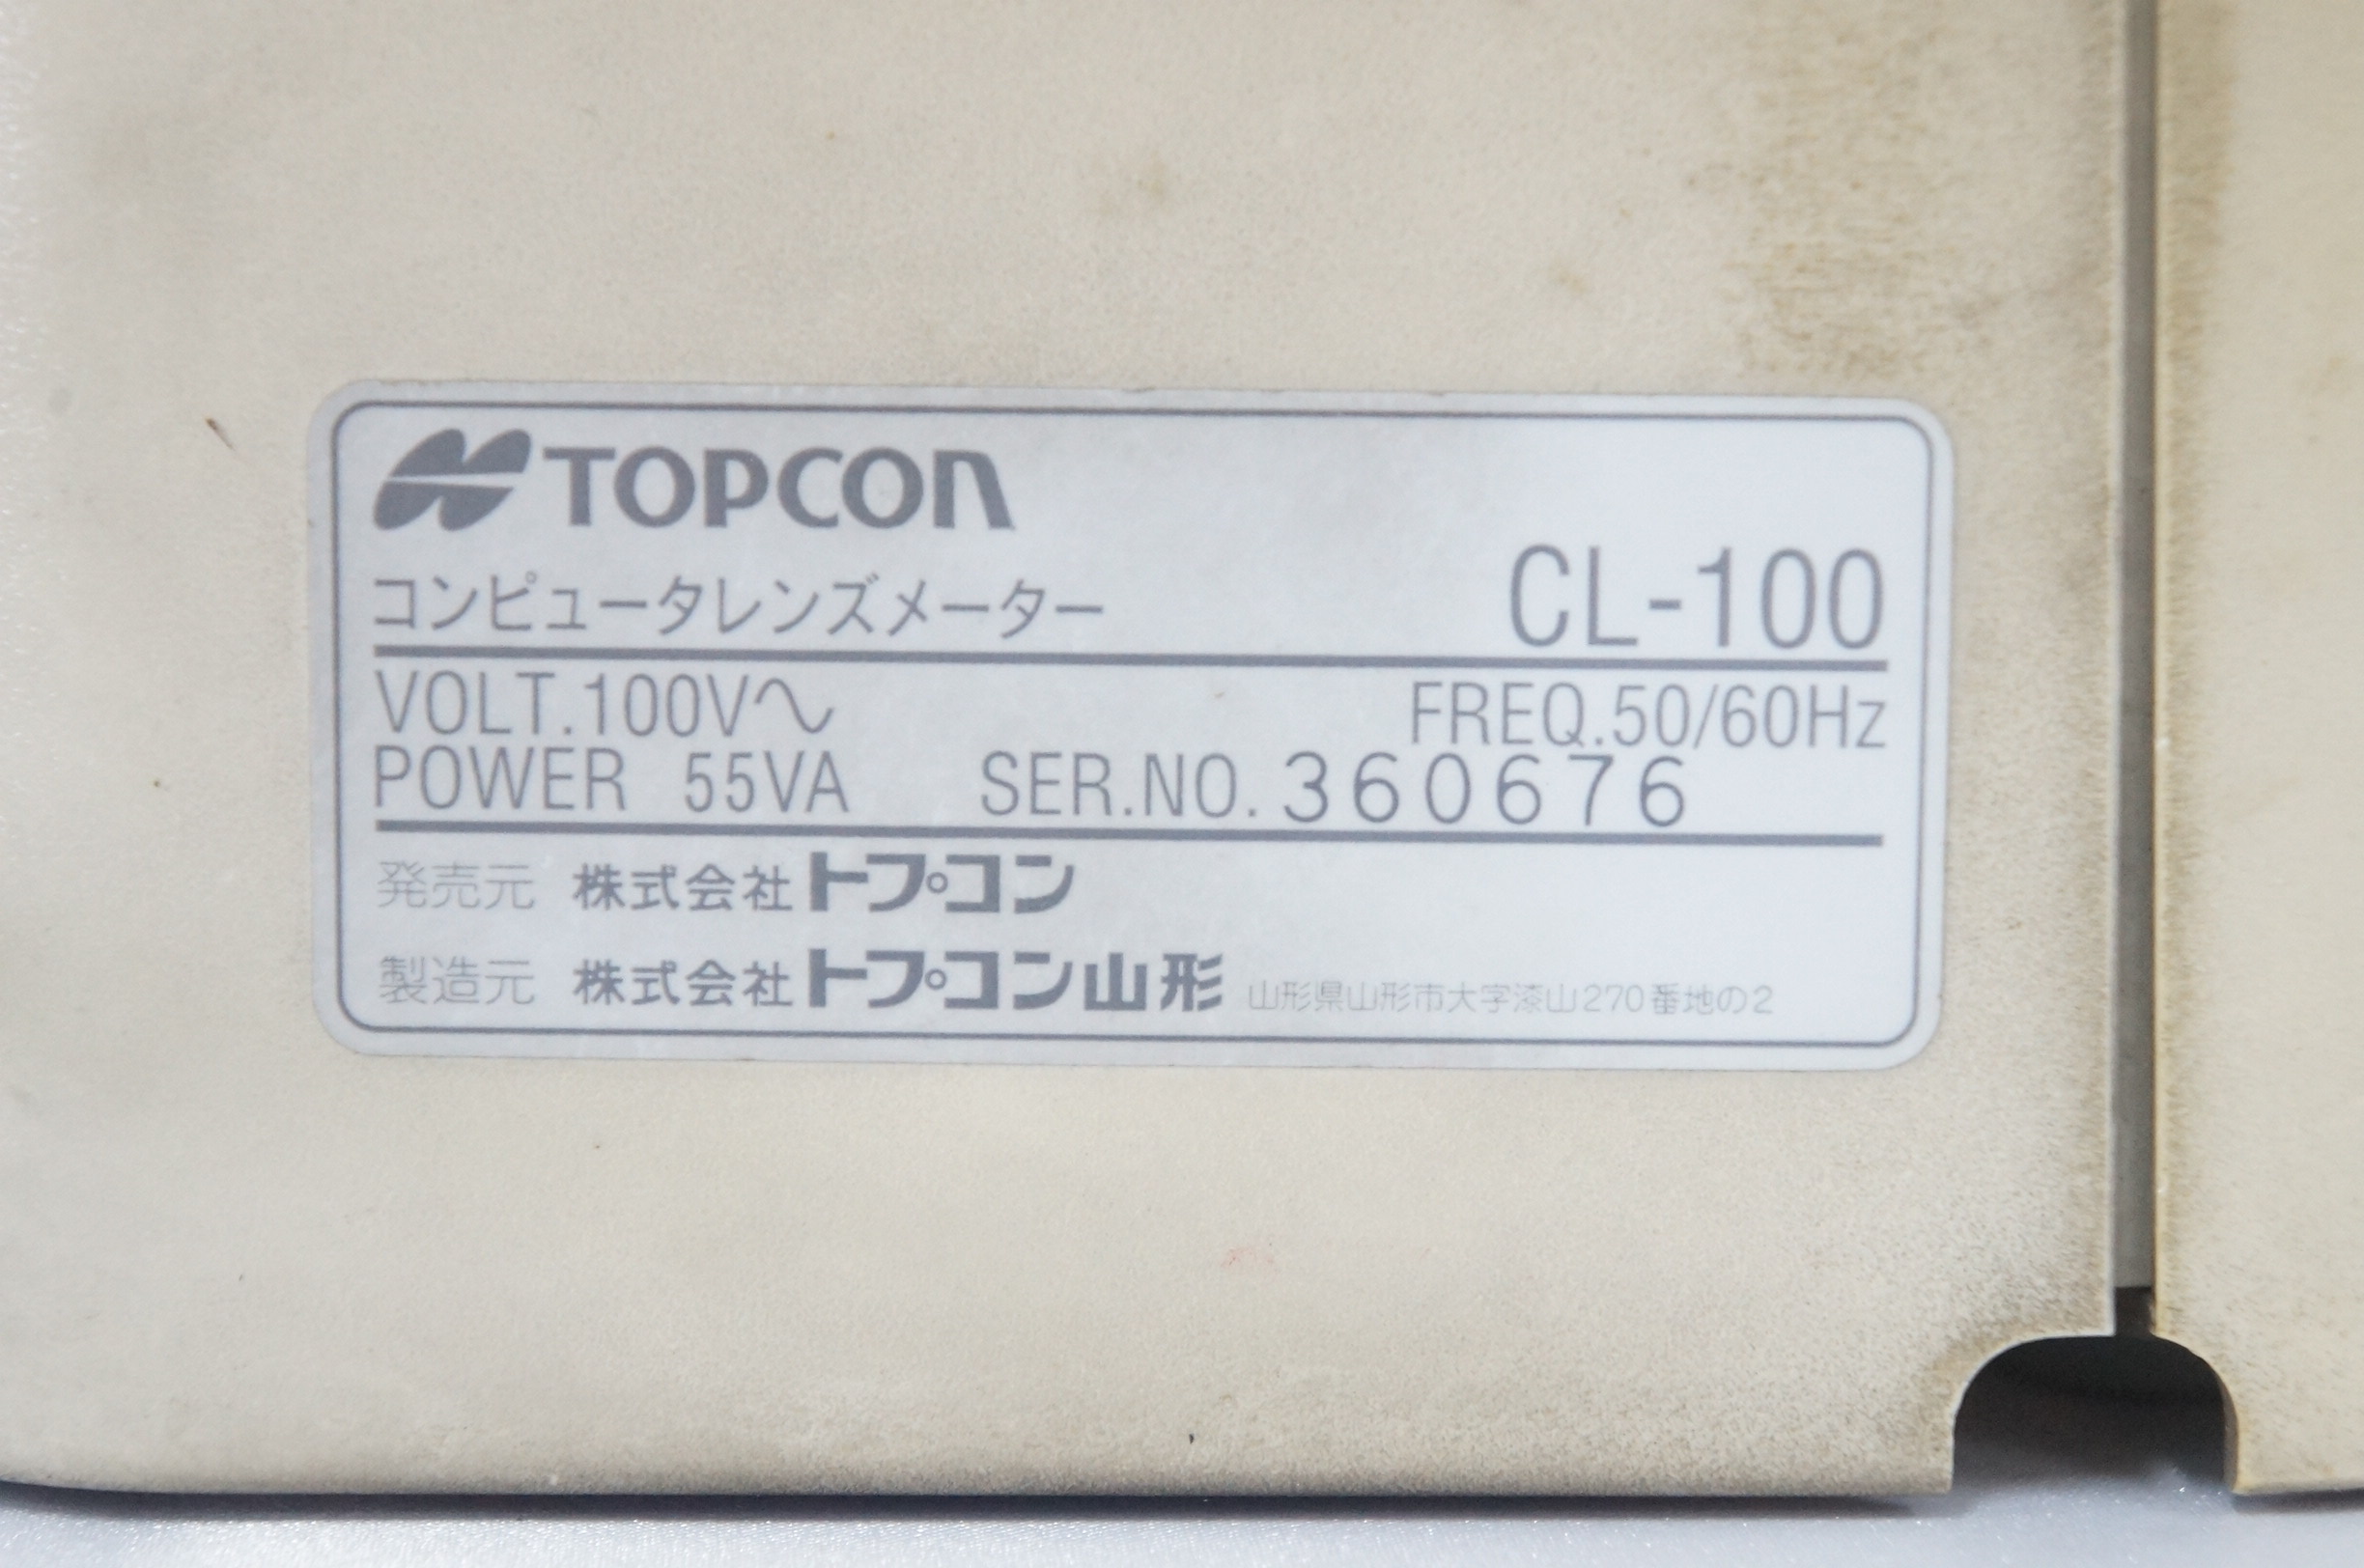 TOPCON
コンピュータレンズメーター CL-100
VOLT.100V～ FREQ.50/60Hz
POWER 55VA SER.NO. 360676
発売元 株式会社トプコン
製造元 株式会社トプコン山形 山形県山形市大字漆山270番地の2